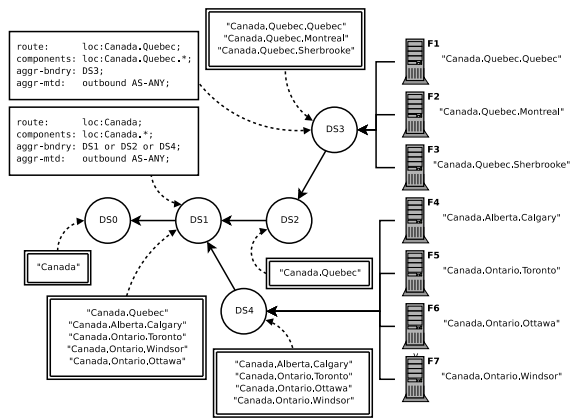 route: loc:Canada.Quebec;
components: loc:Canada.Quebec.*;
aggr-bndry: DS3;
aggr-mtd: outbound AS-ANY;
"Canada.Quebec.Quebec"
"Canada.Quebec.Montreal"
"Canada.Quebec.Sherbrooke"
F1
"Canada.Quebec.Quebec"
F2
"Canada.Quebec.Montreal"
F3
"Canada.Quebec.Sherbrooke"
route: loc:Canada;
components: loc:Canada.*;
aggr-bndry: DS1 or DS2 or DS4;
aggr-mtd: outbound AS-ANY;
DS3
F4
"Canada.Alberta.Calgary"
DS0
DS1
DS2
F5
"Canada.Ontario.Toronto"
"Canada"
"Canada.Quebec"
F6
"Canada.Ontario.Ottawa"
DS4
"Canada.Quebec"
"Canada.Alberta.Calgary"
"Canada.Ontario.Toronto"
"Canada.Ontario.Windsor"
"Canada.Ontario.Ottawa"
"Canada.Alberta.Calgary"
"Canada.Ontario.Toronto"
"Canada.Ontario.Ottawa"
"Canada.Ontario.Windsor"
F7
"Canada.Ontario.Windsor"